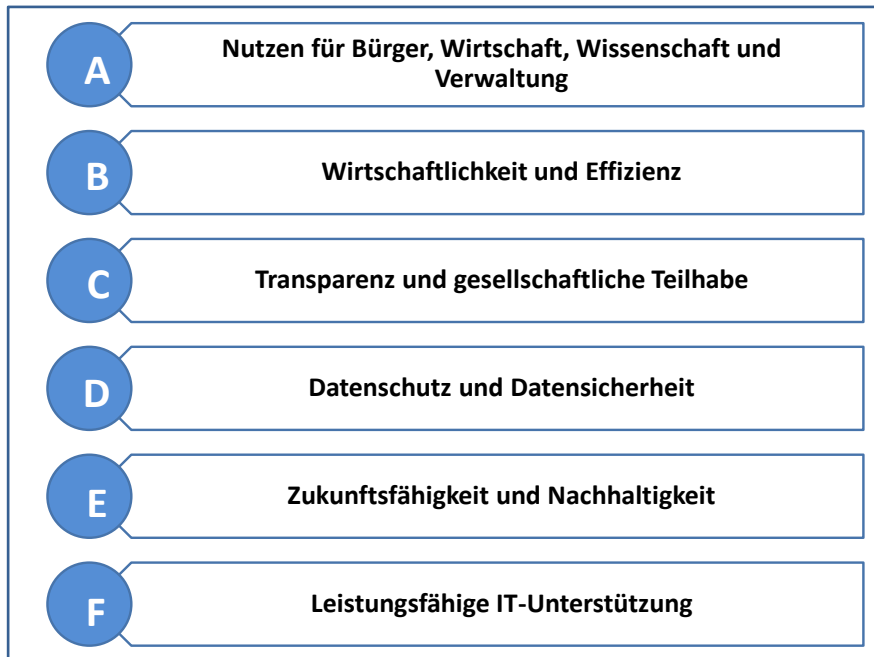 A
Nutzen für Bürger, Wirtschaft, Wissenschaft und
Verwaltung
B
Wirtschaftlichkeit und Effizienz
C
Transparenz und gesellschaftliche Teilhabe
D
Datenschutz und Datensicherheit
E
Zukunftsfähigkeit und Nachhaltigkeit
F
Leistungsfähige IT-Unterstützung